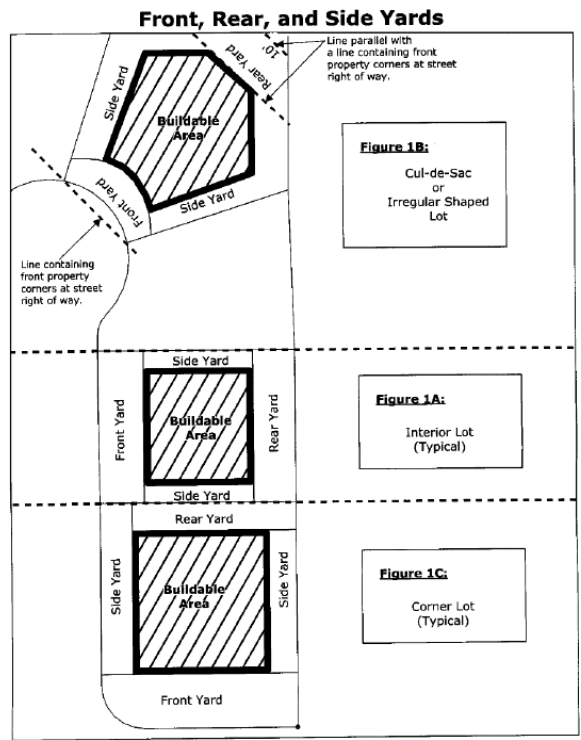 Front, Rear, and Side Yards
10'
Rear Yard
Line parallel with
a line containing front
property corners at street
right of way.
Side Yard
Buildable
Area
Front Yard
Side Yard
Line containing
front property
corners at street
right of way.
Figure 1B:
Cul-de-Sac
or
Irregular Shaped
Lot
Side Yard
Front Yard
Buildable
Area
Rear Yard
Side Yard
Figure 1A:
Interior Lot
(Typical)
Rear Yard
Side Yard
Buildable
Area
Side Yard
Front Yard
Figure 1C:
Corner Lot
(Typical)